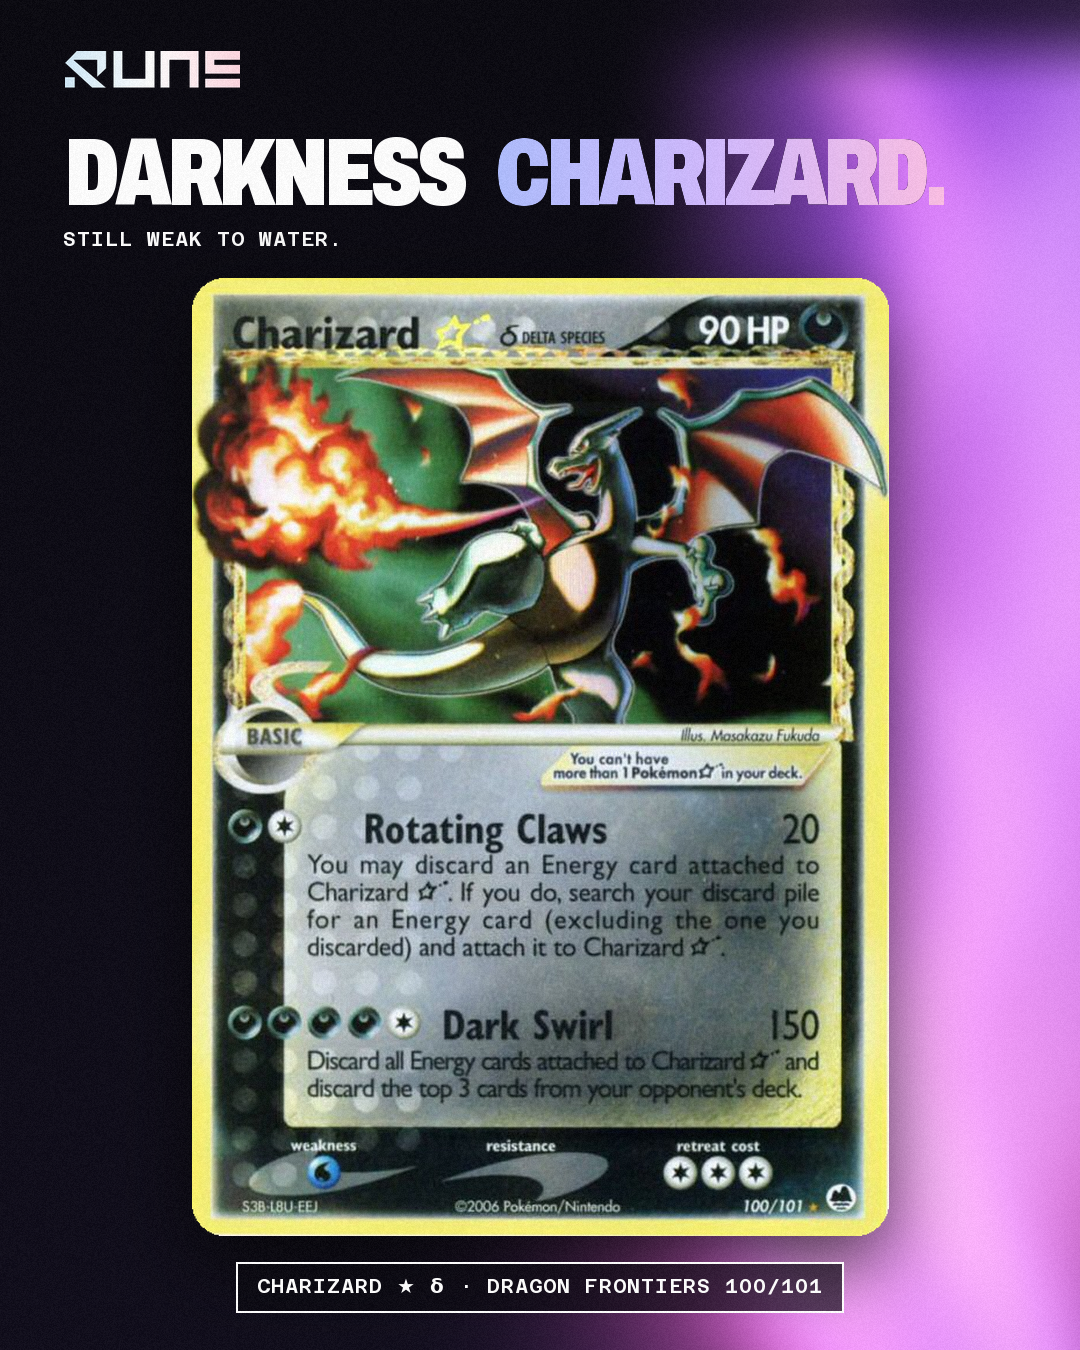 RUNE
DARKNESS CHARIZARD.
STILL WEAK TO WATER.
Charizard ☆ δ DELTA SPECIES 90 HP
BASIC
Illus. Masakazu Fukuda
You can't have
more than 1 Pokémon ☆ in your deck.
Rotating Claws 20
You may discard an Energy card attached to
Charizard ☆. If you do, search your discard pile
for an Energy card (excluding the one you
discarded) and attach it to Charizard ☆.
Dark Swirl 150
Discard all Energy cards attached to Charizard ☆ and
discard the top 3 cards from your opponent's deck.
weakness resistance retreat cost
S3B-L8U-EEJ ©2006 Pokémon/Nintendo 100/101 ★
CHARIZARD ★ δ · DRAGON FRONTIERS 100/101